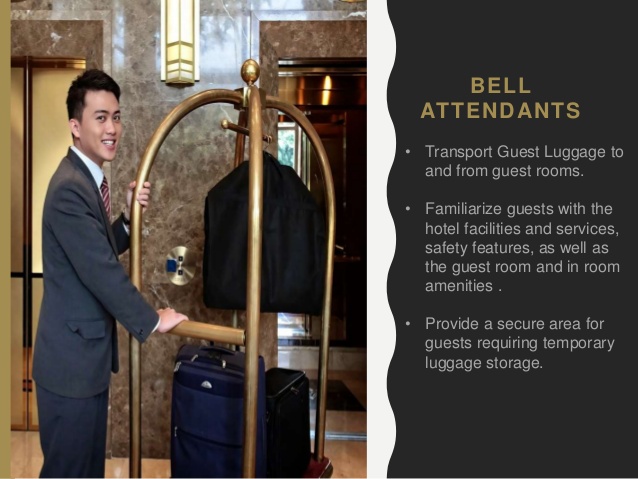 BELL
ATTENDANTS
• Transport Guest Luggage to
and from guest rooms.
• Familiarize guests with the
hotel facilities and services,
safety features, as well as
the guest room and in room
amenities .
• Provide a secure area for
guests requiring temporary
luggage storage.